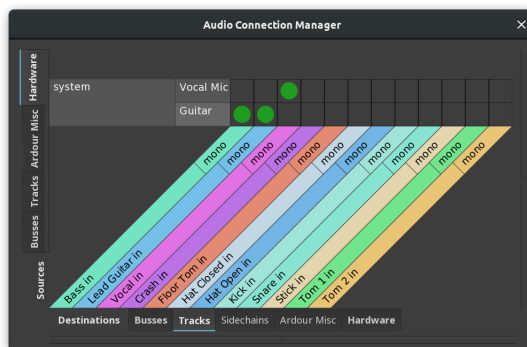 Audio Connection Manager
Hardware
Ardour Misc
Tracks
Busses
Sources
system
Vocal Mic
Guitar
mono
mono
mono
mono
mono
mono
mono
mono
mono
mono
mono
mono
Bass in
Lead Guitar in
Vocal in
Crash in
Floor Tom in
Hat Closed in
Hat Open in
Kick in
Snare in
Stick in
Tom 1 in
Tom 2 in
Destinations Busses Tracks Sidechains Ardour Misc Hardware